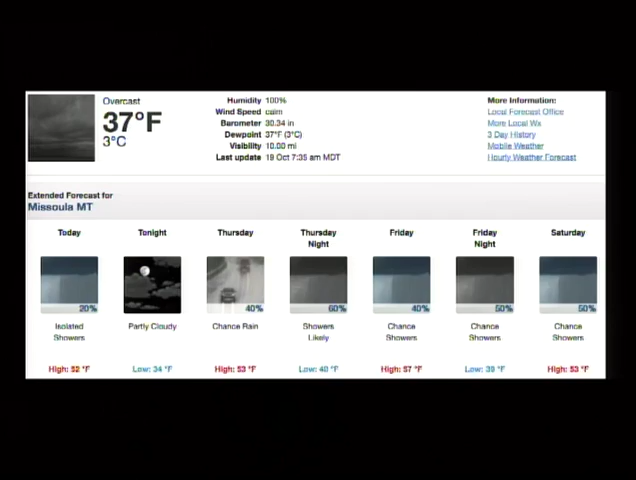 Overcast
37°F
3°C
Humidity 100%
Wind Speed calm
Barometer 30.34 in
Dewpoint 37°F (3°C)
Visibility 10.00 mi
Last update 19 Oct 7:35 am MDT
More Information:
Local Forecast Office
More Local Wx
3 Day History
Mobile Weather
Hourly Weather Forecast
Extended Forecast for
Missoula MT
Today
20%
Isolated
Showers
High: 52 °F
Tonight
Partly Cloudy
Low: 34 °F
Thursday
40%
Chance Rain
High: 53 °F
Thursday
Night
60%
Showers
Likely
Low: 40 °F
Friday
40%
Chance
Showers
High: 57 °F
Friday
Night
50%
Chance
Showers
Low: 39 °F
Saturday
50%
Chance
Showers
High: 53 °F